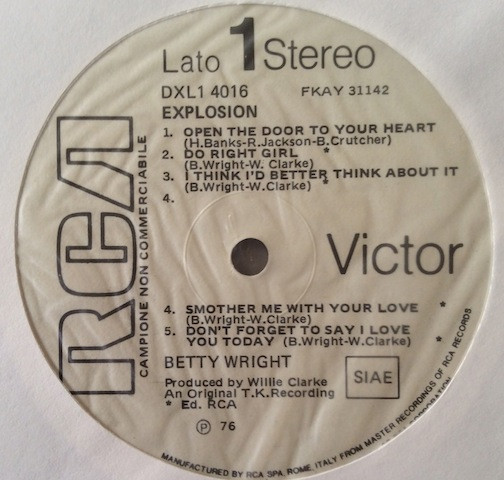 Lato 1 Stereo
DXL1 4016 FKAY 31142
EXPLOSION
1. OPEN THE DOOR TO YOUR HEART
(H.Banks-R.Jackson-B.Crutcher)
2. DO RIGHT GIRL *
(B.Wright-W.Clarke)
3. I THINK I'D BETTER THINK ABOUT IT
(B.Wright-W.Clarke) *
4.
RCA
CAMPIONE NON COMMERCIABILE
Victor
4. SMOTHER ME WITH YOUR LOVE *
(B.Wright-W.Clarke)
5. DON'T FORGET TO SAY I LOVE
YOU TODAY (B.Wright-W.Clarke) *
BETTY WRIGHT
Produced by Willie Clarke
An Original T.K.Recording
* Ed. RCA
SIAE
Ⓟ 76
MANUFACTURED BY RCA SPA, ROME, ITALY FROM MASTER RECORDINGS OF RCA RECORDS
CORPORATION